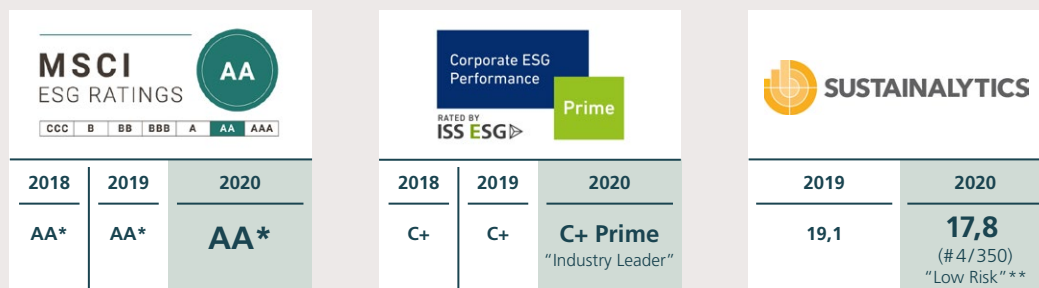 MSCI
ESG RATINGS
AA
CCC B BB BBB A AA AAA
2018 2019 2020
AA* AA* AA*
Corporate ESG
Performance
Prime
RATED BY
ISS ESG
2018 2019 2020
C+ C+ C+ Prime
“Industry Leader”
SUSTAINALYTICS
2019 2020
19,1 17,8
(#4/350)
“Low Risk”**